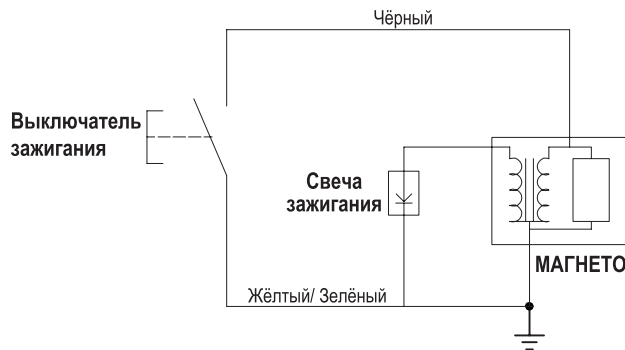 Чёрный
Выключатель
зажигания
Свеча
зажигания
МАГНЕТО
Жёлтый/ Зелёный